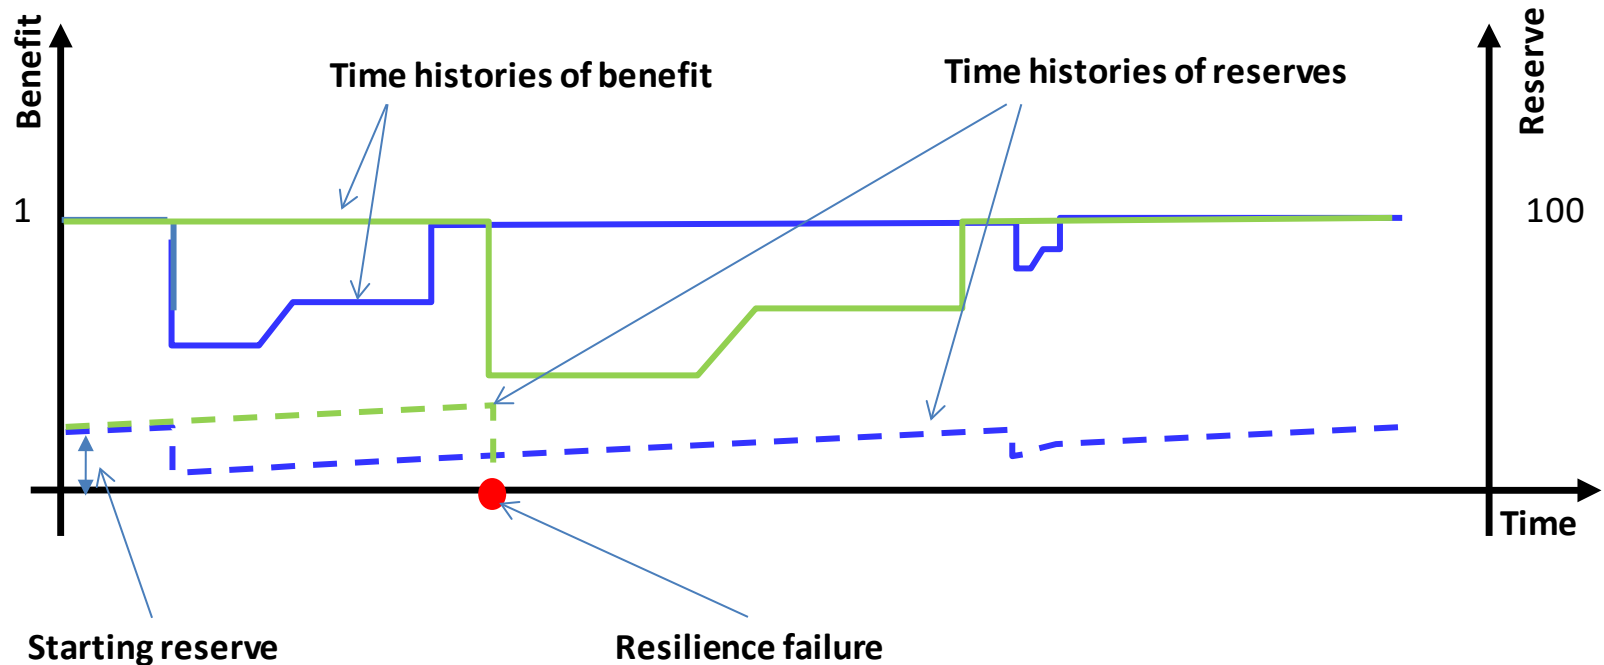 Benefit
Reserve
Time histories of benefit
Time histories of reserves
1
100
Time
Starting reserve
Resilience failure